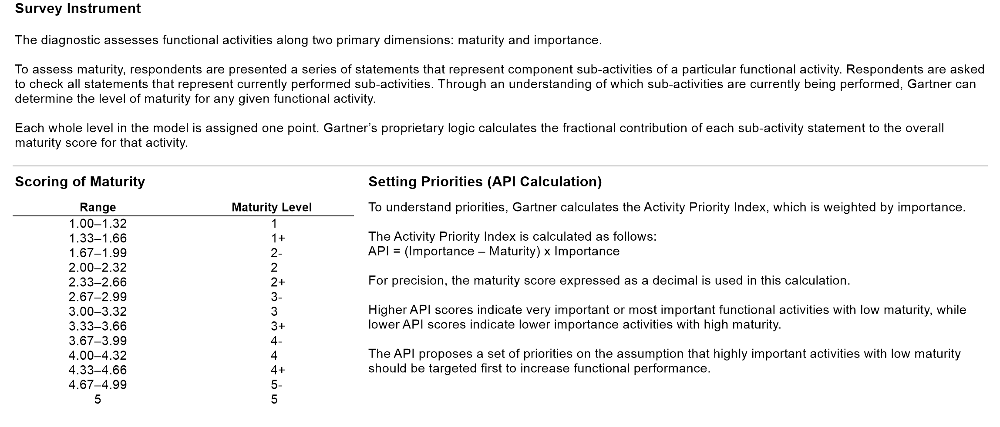 Survey Instrument
The diagnostic assesses functional activities along two primary dimensions: maturity and importance.
To assess maturity, respondents are presented a series of statements that represent component sub-activities of a particular functional activity. Respondents are asked
to check all statements that represent currently performed sub-activities. Through an understanding of which sub-activities are currently being performed, Gartner can
determine the level of maturity for any given functional activity.
Each whole level in the model is assigned one point. Gartner’s proprietary logic calculates the fractional contribution of each sub-activity statement to the overall
maturity score for that activity.
Scoring of Maturity
Range Maturity Level
1.00–1.32 1
1.33–1.66 1+
1.67–1.99 2-
2.00–2.32 2
2.33–2.66 2+
2.67–2.99 3-
3.00–3.32 3
3.33–3.66 3+
3.67–3.99 4-
4.00–4.32 4
4.33–4.66 4+
4.67–4.99 5-
5 5
Setting Priorities (API Calculation)
To understand priorities, Gartner calculates the Activity Priority Index, which is weighted by importance.
The Activity Priority Index is calculated as follows:
API = (Importance – Maturity) x Importance
For precision, the maturity score expressed as a decimal is used in this calculation.
Higher API scores indicate very important or most important functional activities with low maturity, while
lower API scores indicate lower importance activities with high maturity.
The API proposes a set of priorities on the assumption that highly important activities with low maturity
should be targeted first to increase functional performance.